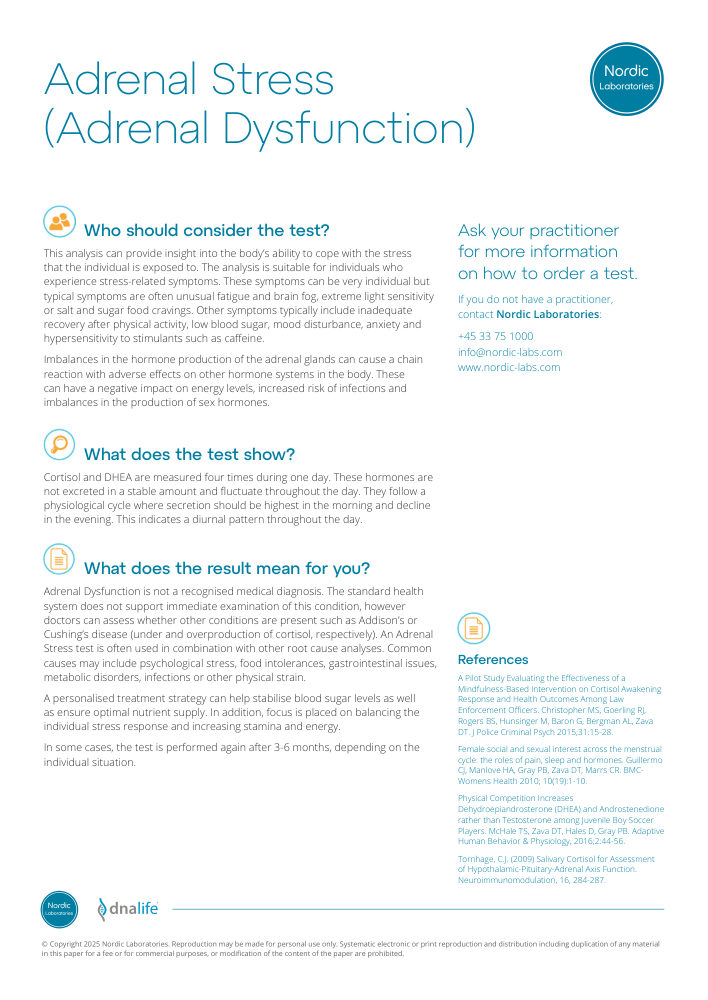 Adrenal Stress
(Adrenal Dysfunction)
Nordic
Laboratories
Who should consider the test?
This analysis can provide insight into the body's ability to cope with the stress
that the individual is exposed to. The analysis is suitable for individuals who
experience stress-related symptoms. These symptoms can be very individual but
typical symptoms are often unusual fatigue and brain fog, extreme light sensitivity
or salt and sugar food cravings. Other symptoms typically include inadequate
recovery after physical activity, low blood sugar, mood disturbance, anxiety and
hypersensitivity to stimulants such as caffeine.
Imbalances in the hormone production of the adrenal glands can cause a chain
reaction with adverse effects on other hormone systems in the body. These
can have a negative impact on energy levels, increased risk of infections and
imbalances in the production of sex hormones.
What does the test show?
Cortisol and DHEA are measured four times during one day. These hormones are
not excreted in a stable amount and fluctuate throughout the day. They follow a
physiological cycle where secretion should be highest in the morning and decline
in the evening. This indicates a diurnal pattern throughout the day.
What does the result mean for you?
Adrenal Dysfunction is not a recognised medical diagnosis. The standard health
system does not support immediate examination of this condition, however
doctors can assess whether other conditions are present such as Addison's or
Cushing's disease (under and overproduction of cortisol, respectively). An Adrenal
Stress test is often used in combination with other root cause analyses. Common
causes may include psychological stress, food intolerances, gastrointestinal issues,
metabolic disorders, infections or other physical strain.
A personalised treatment strategy can help stabilise blood sugar levels as well
as ensure optimal nutrient supply. In addition, focus is placed on balancing the
individual stress response and increasing stamina and energy.
In some cases, the test is performed again after 3-6 months, depending on the
individual situation.
Ask your practitioner
for more information
on how to order a test.
If you do not have a practitioner,
contact Nordic Laboratories:
+45 33 75 1000
info@nordic-labs.com
www.nordic-labs.com
References
A Pilot Study Evaluating the Effectiveness of a
Mindfulness-Based Intervention on Cortisol Awakening
Response and Health Outcomes Among Law
Enforcement Officers. Christopher MS, Goerling RJ,
Rogers BS, Hunsinger M, Baron G, Bergman AL, Zava
DT. J Police Criminal Psych 2015;31:15-28.
Female social and sexual interest across the menstrual
cycle: the roles of pain, sleep and hormones. Guillermo
CJ, Manlove HA, Gray PB, Zava DT, Marrs CR. BMC-
Womens Health 2010; 10(19):1-10.
Physical Competition Increases
Dehydroepiandrosterone (DHEA) and Androstenedione
rather than Testosterone among Juvenile Boy Soccer
Players. McHale TS, Zava DT, Hales D, Gray PB. Adaptive
Human Behavior & Physiology, 2016;2:44-56.
Tornhage, C.J. (2009) Salivary Cortisol for Assessment
of Hypothalamic-Pituitary-Adrenal Axis Function.
Neuroimmunomodulation, 16, 284-287.
Nordic
Laboratories
dnalife
© Copyright 2025 Nordic Laboratories. Reproduction may be made for personal use only. Systematic electronic or print reproduction and distribution including duplication of any material
in this paper for a fee or for commercial purposes, or modification of the content of the paper are prohibited.